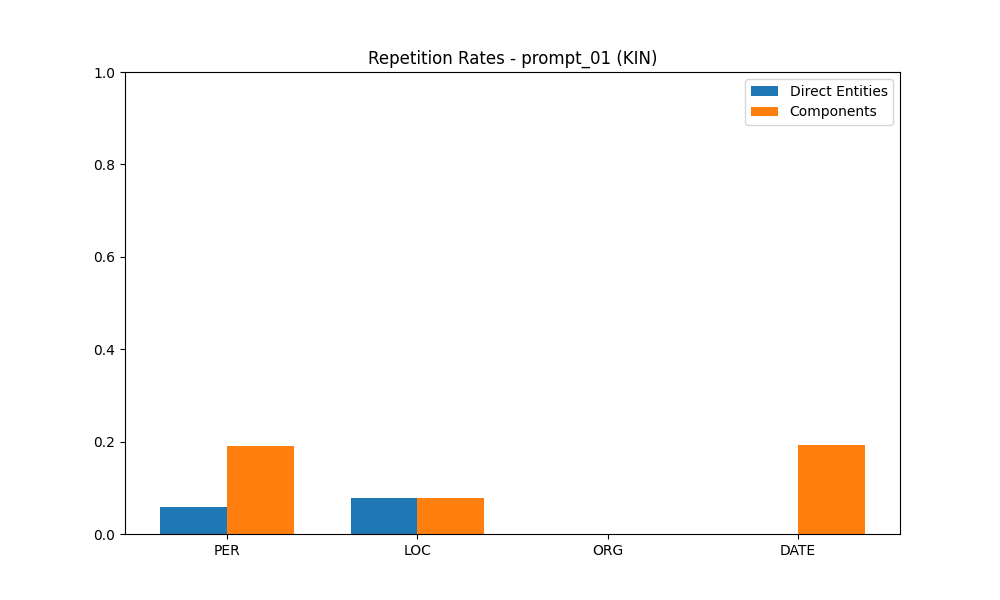 Repetition Rates - prompt_01 (KIN)
Direct Entities
Components
1.0
0.8
0.6
0.4
0.2
0.0
PER LOC ORG DATE